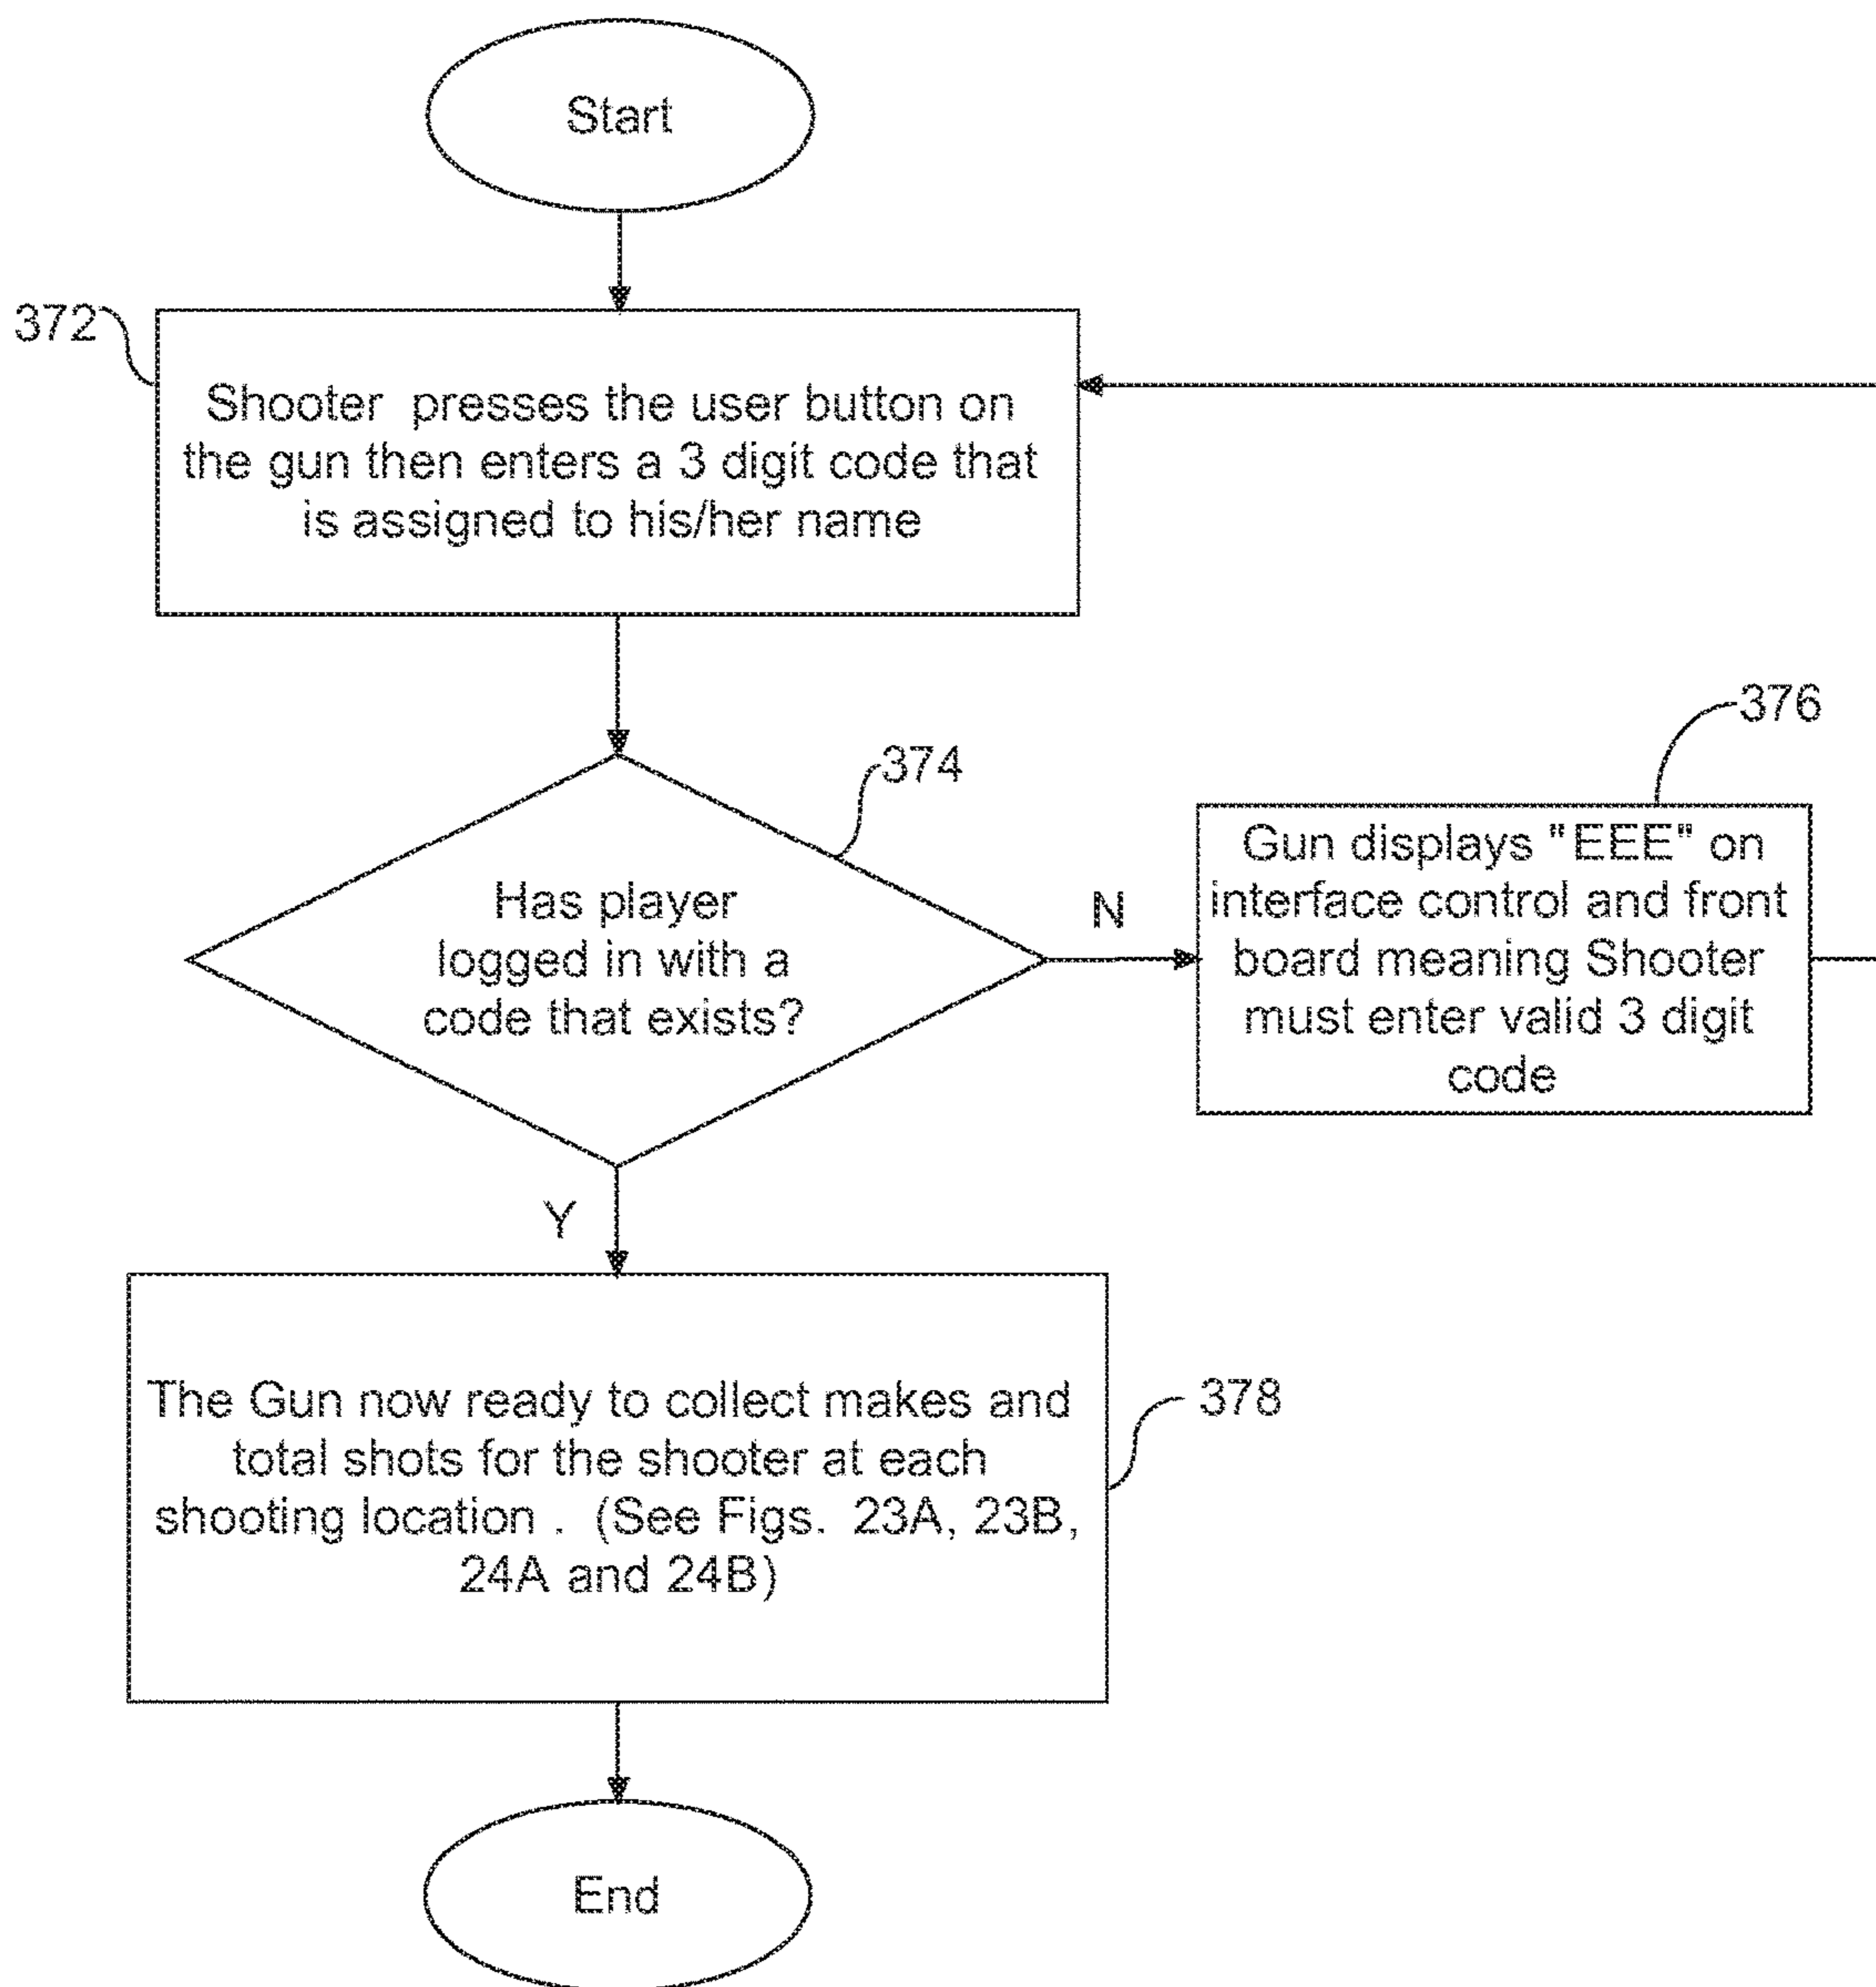 Start
372
Shooter presses the user button on
the gun then enters a 3 digit code that
is assigned to his/her name
374
Has player
logged in with a
code that exists?
N
376
Gun displays "EEE" on
interface control and front
board meaning Shooter
must enter valid 3 digit
code
Y
The Gun now ready to collect makes and
total shots for the shooter at each
shooting location . (See Figs. 23A, 23B,
24A and 24B)
378
End